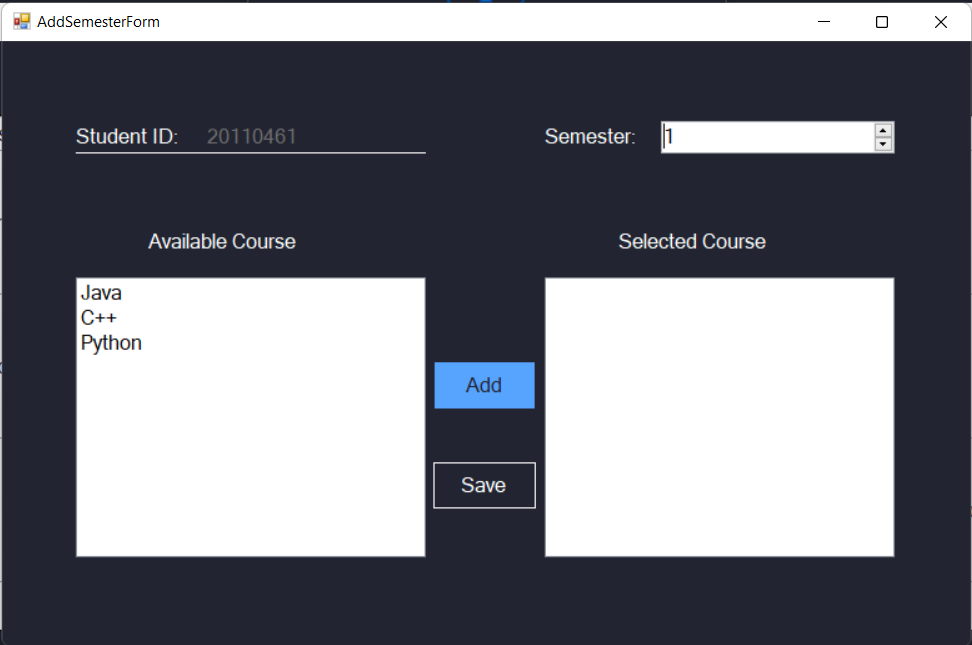 AddSemesterForm
Student ID: 20110461 Semester: 1
Available Course Selected Course
Java
C++
Python
Add
Save